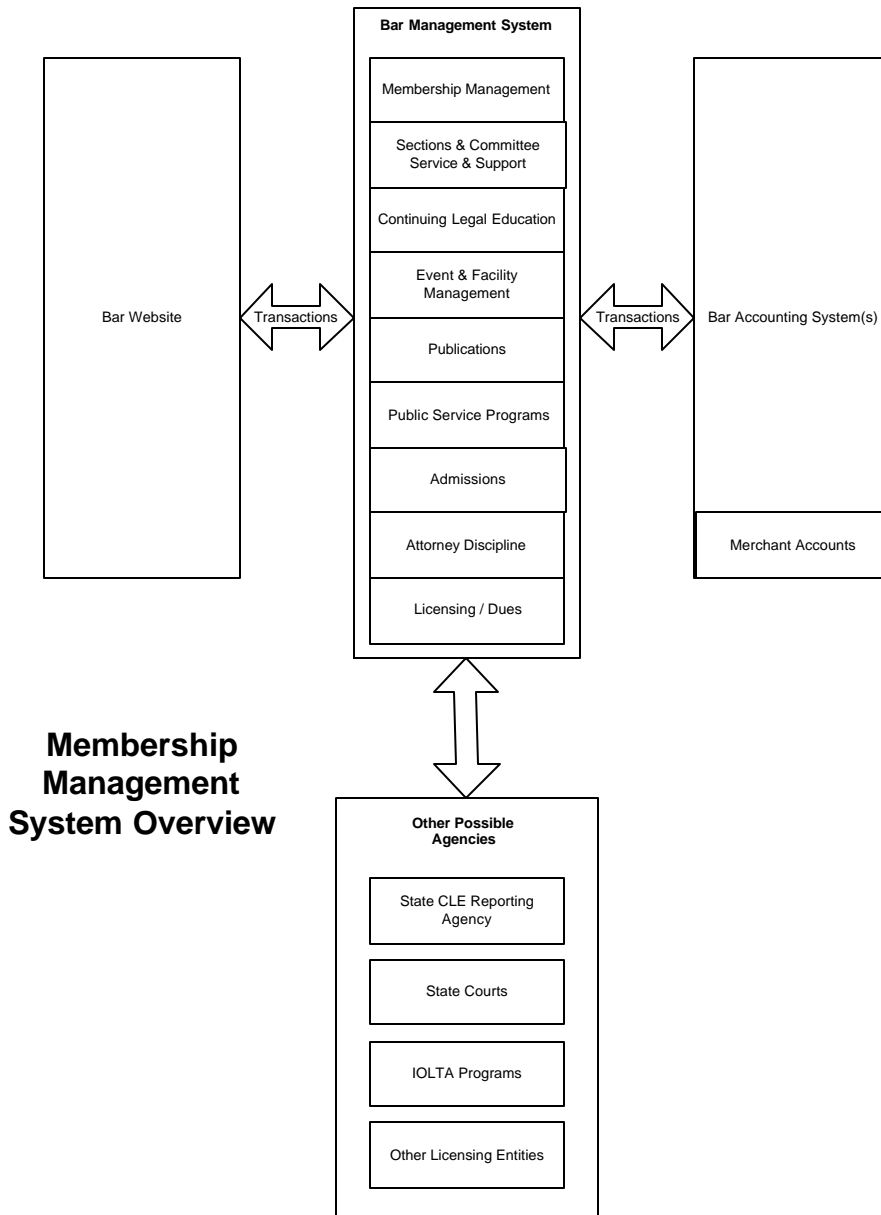 Bar Management System
Membership Management
Sections & Committee
Service & Support
Continuing Legal Education
Event & Facility
Management
Publications
Public Service Programs
Admissions
Attorney Discipline
Licensing / Dues
Bar Website
Transactions
Transactions
Bar Accounting System(s)
Merchant Accounts
Membership
Management
System Overview
Other Possible
Agencies
State CLE Reporting
Agency
State Courts
IOLTA Programs
Other Licensing Entities